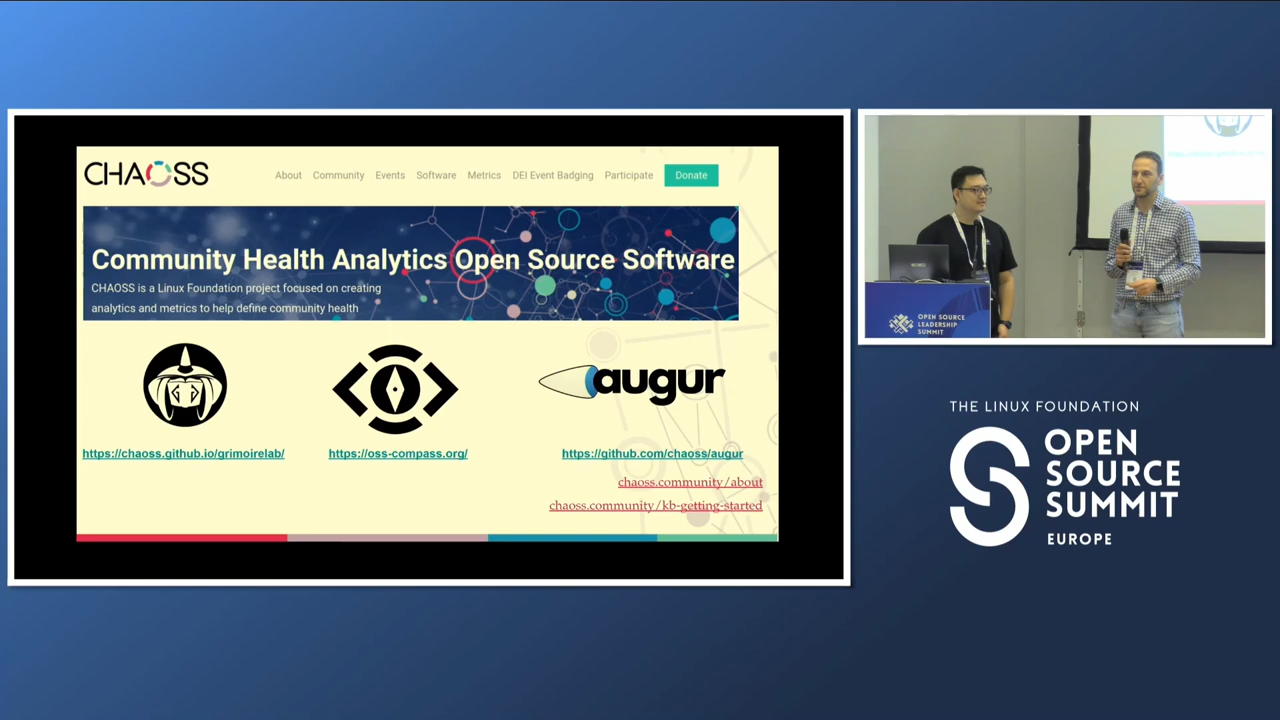 CHAOSS
About Community Events Software Metrics DEI Event Badging Participate Donate
Community Health Analytics Open Source Software
CHAOSS is a Linux Foundation project focused on creating
analytics and metrics to help define community health
augur
https://chaoss.github.io/grimoirelab/
https://oss-compass.org/
https://github.com/chaoss/augur
chaoss.community/about
chaoss.community/kb-getting-started
OPEN SOURCE
LEADERSHIP
SUMMIT
THE LINUX FOUNDATION
OPEN
SOURCE
SUMMIT
EUROPE